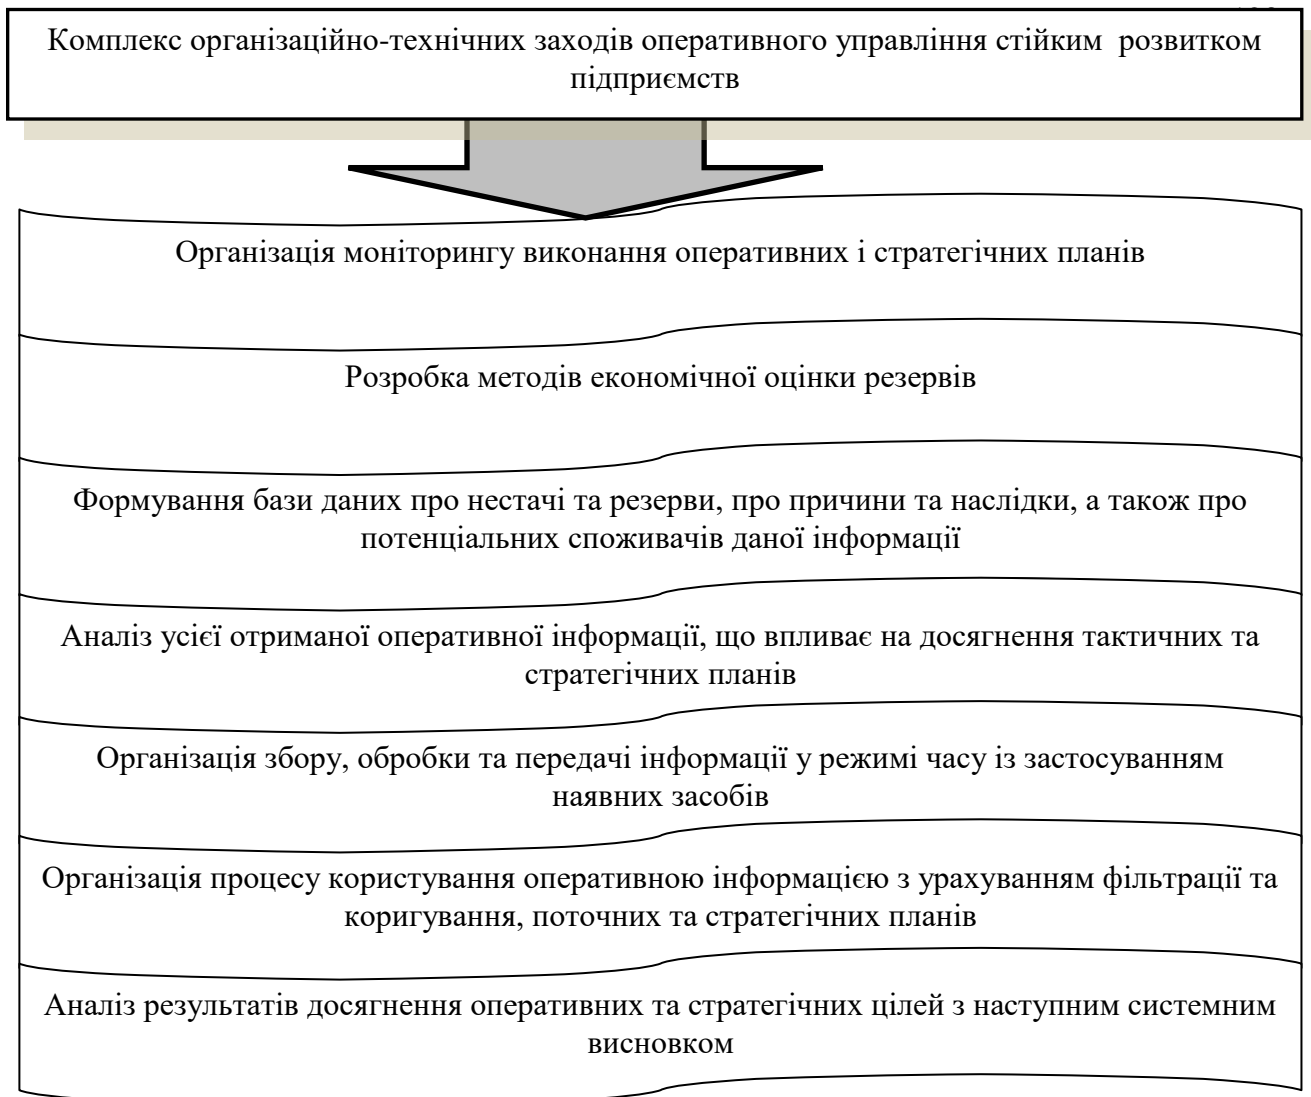 Комплекс організаційно-технічних заходів оперативного управління стійким розвитком
підприємств
Організація моніторингу виконання оперативних і стратегічних планів
Розробка методів економічної оцінки резервів
Формування бази даних про нестачі та резерви, про причини та наслідки, а також про
потенціальних споживачів даної інформації
Аналіз усієї отриманої оперативної інформації, що впливає на досягнення тактичних та
стратегічних планів
Організація збору, обробки та передачі інформації у режимі часу із застосуванням
наявних засобів
Організація процесу користування оперативною інформацією з урахуванням фільтрації та
коригування, поточних та стратегічних планів
Аналіз результатів досягнення оперативних та стратегічних цілей з наступним системним
висновком